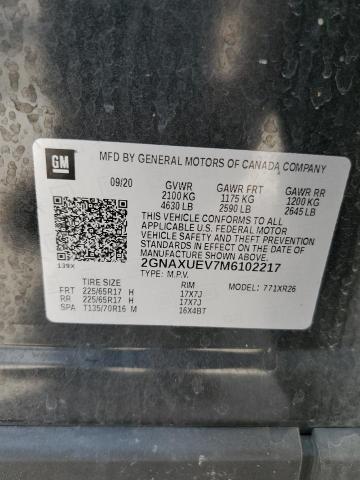 GM
MFD BY GENERAL MOTORS OF CANADA COMPANY
09/20 GVWR GAWR FRT GAWR RR
2100 KG 1175 KG 1200 KG
4630 LB 2590 LB 2645 LB
THIS VEHICLE CONFORMS TO ALL
APPLICABLE U.S. FEDERAL MOTOR
VEHICLE SAFETY AND THEFT PREVENTION
STANDARDS IN EFFECT ON THE DATE OF
MANUFACTURE SHOWN ABOVE.
2GNAXUEV7M6102217
139X TYPE: M.P.V. MODEL: 771XR26
TIRE SIZE RIM
FRT 225/65R17 H 17X7J
RR 225/65R17 H 17X7J
SPA T135/70R16 M 16X4BT